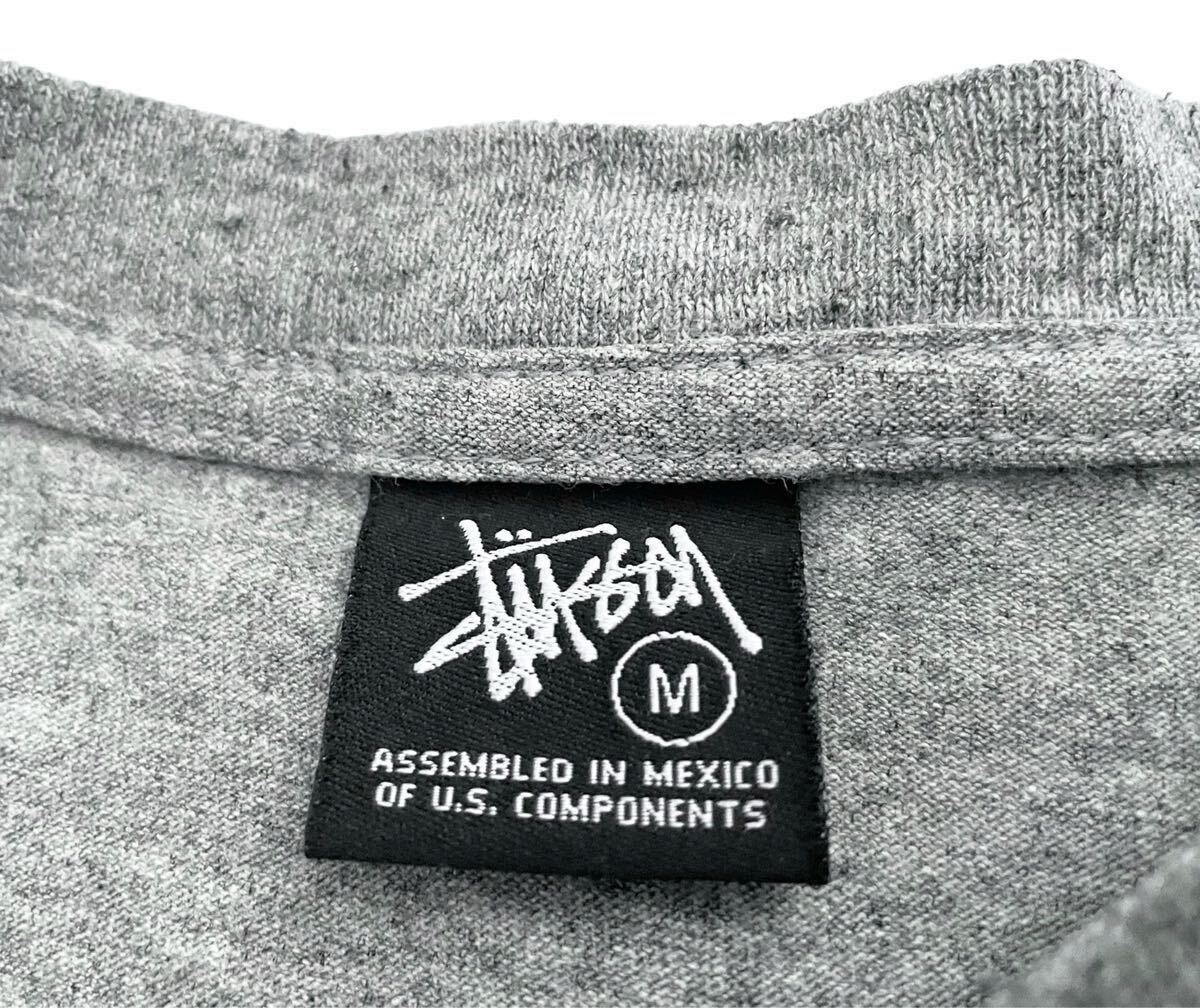 Stüssy
M
ASSEMBLED IN MEXICO
OF U.S. COMPONENTS